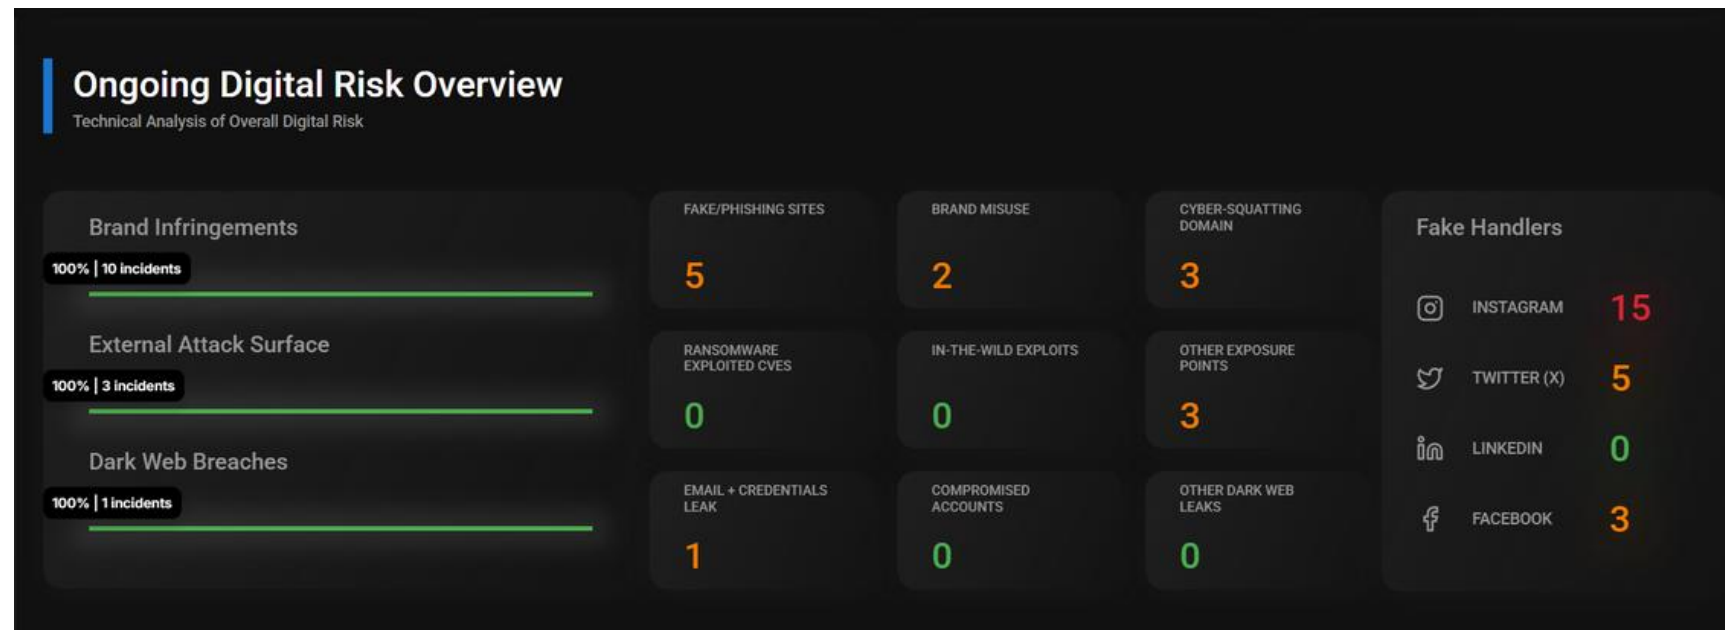 Ongoing Digital Risk Overview
Technical Analysis of Overall Digital Risk
Brand Infringements
100% | 10 incidents
External Attack Surface
100% | 3 incidents
Dark Web Breaches
100% | 1 incidents
FAKE/PHISHING SITES
5
BRAND MISUSE
2
CYBER-SQUATTING
DOMAIN
3
RANSOMWARE
EXPLOITED CVES
0
IN-THE-WILD EXPLOITS
0
OTHER EXPOSURE
POINTS
3
EMAIL + CREDENTIALS
LEAK
1
COMPROMISED
ACCOUNTS
0
OTHER DARK WEB
LEAKS
0
Fake Handlers
INSTAGRAM 15
TWITTER (X) 5
LINKEDIN 0
FACEBOOK 3